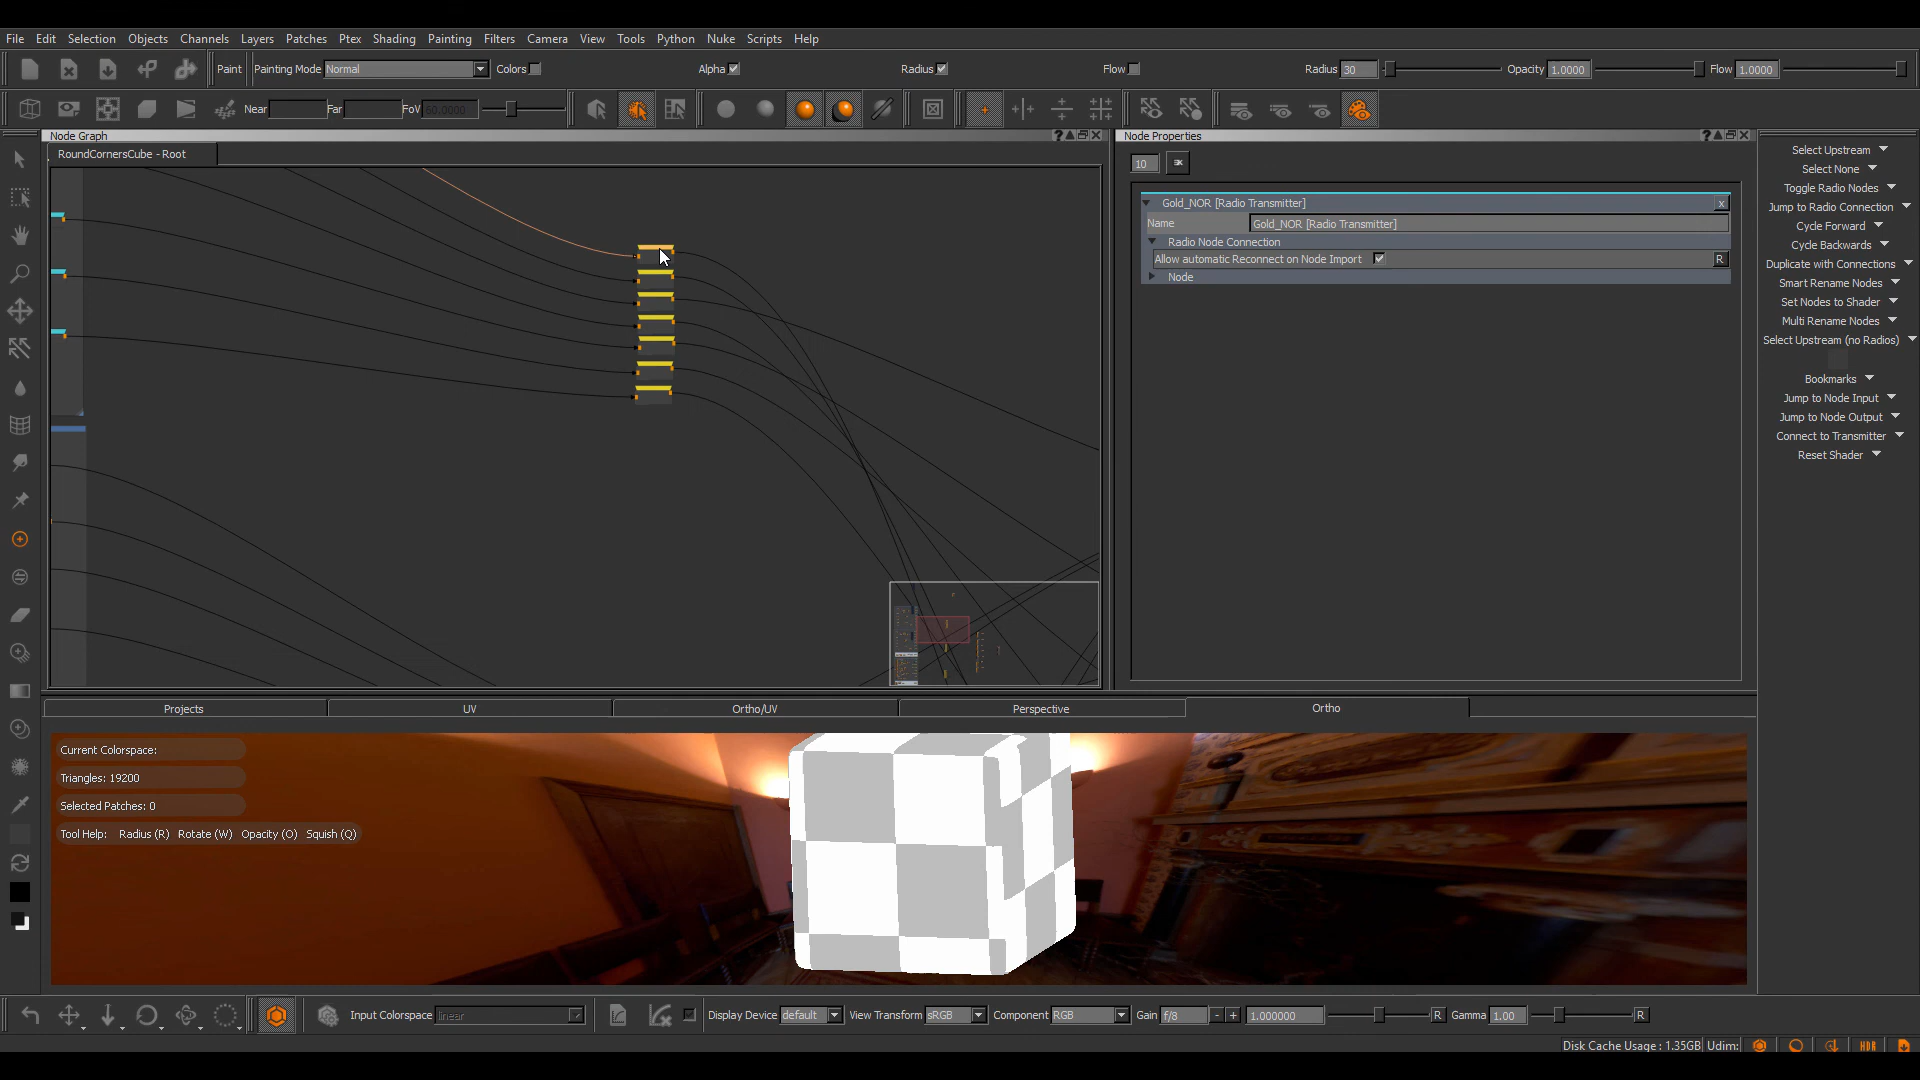 File Edit Selection Objects Channels Layers Patches Ptex Shading Painting Filters Camera View Tools Python Nuke Scripts Help
Paint Painting Mode Normal Colors Alpha Radius Flow Radius 30 Opacity 1.0000 Flow 1.0000
Near Far FoV 60.0000
Node Graph
RoundCornersCube - Root
Node Properties
10
Gold_NOR [Radio Transmitter] x
Name Gold_NOR [Radio Transmitter]
Radio Node Connection
Allow automatic Reconnect on Node Import R
Node
Select Upstream
Select None
Toggle Radio Nodes
Jump to Radio Connection
Cycle Forward
Cycle Backwards
Duplicate with Connections
Smart Rename Nodes
Set Nodes to Shader
Multi Rename Nodes
Select Upstream (no Radios)
Bookmarks
Jump to Node Input
Jump to Node Output
Connect to Transmitter
Reset Shader
Projects UV Ortho/UV Perspective Ortho
Current Colorspace:
Triangles: 19200
Selected Patches: 0
Tool Help: Radius (R) Rotate (W) Opacity (O) Squish (Q)
Input Colorspace linear Display Device default View Transform sRGB Component RGB Gain f/8 - + 1.000000 R Gamma 1.00 R
Disk Cache Usage : 1.35GB Udim: HDR